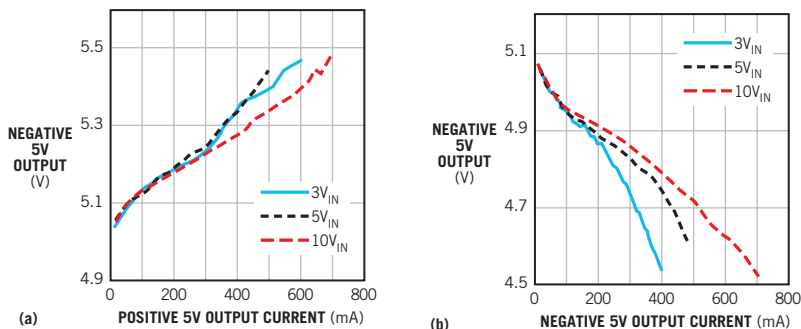 5.5
5.3
5.1
4.9
NEGATIVE
5V
OUTPUT
(V)
3VIN
5VIN
10VIN
0
200
400
600
800
(a)
POSITIVE 5V OUTPUT CURRENT (mA)
5.1
4.9
4.7
4.5
NEGATIVE
5V
OUTPUT
(V)
3VIN
5VIN
10VIN
0
200
400
600
800
(b)
NEGATIVE 5V OUTPUT CURRENT (mA)